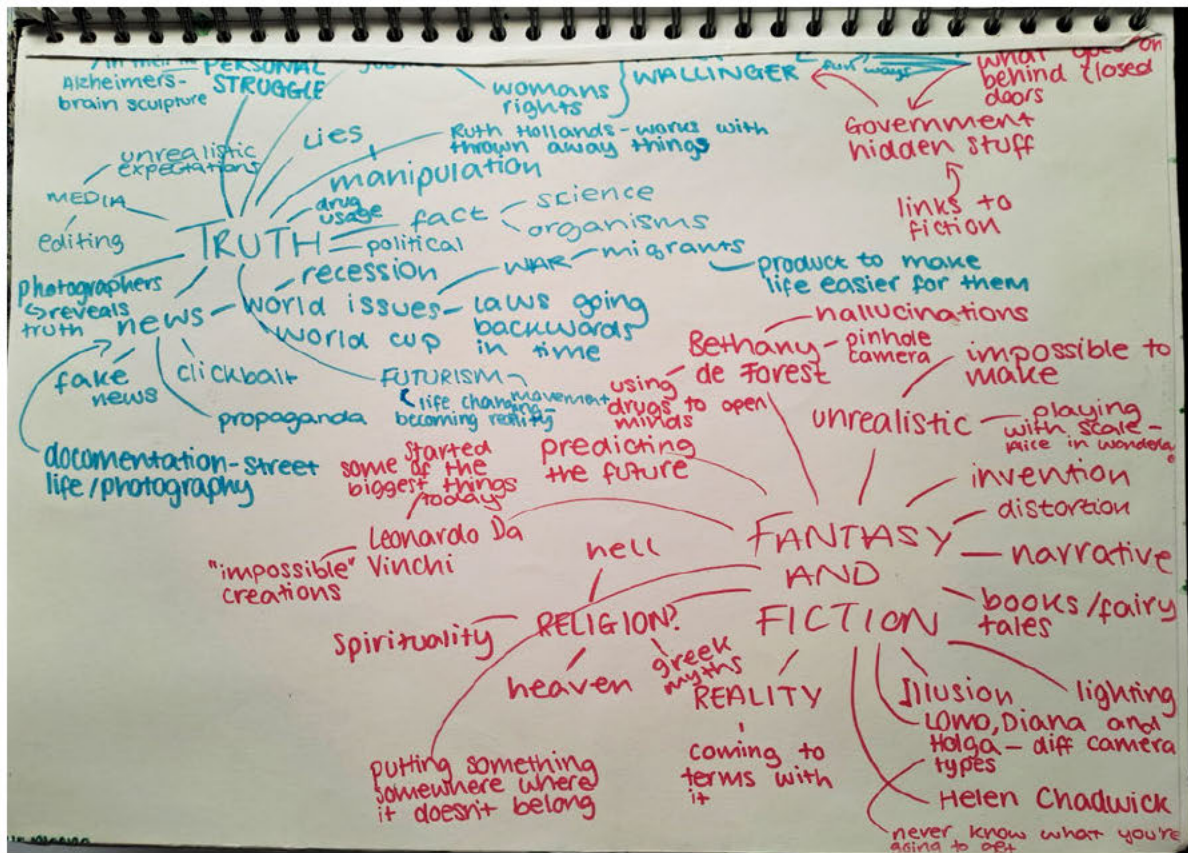 Alzheimers-
brain sculpture
PERSONAL
STRUGGLE
womans
rights
WALLINGER
ways
what goes on
behind closed
doors
Government
hidden stuff
links to
fiction
unrealistic
expectations
MEDIA
editing
lies,
manipulation
Ruth Hollands - works with
thrown away things
drug
usage
TRUTH
fact
science
organisms
political
recession
photographers
↳reveals
truth
news
world issues
WAR
migrants
product to make
life easier for them
laws going
backwards
in time
world cup
fake
news
clickbait
propaganda
FUTURISM
movement
life changing-
becoming reality
documentation-street
life/photography
Bethany
de Forest
hallucinations
pinhole
camera
using
drugs to open
minds
unrealistic
impossible to
make
playing
with scale-
predicting
the future
started
some of the
biggest things
today
Leonardo Da
Vinchi
"impossible"
creations
invention
distortion
FANTASY
AND
FICTION
narrative
books/fairy
tales
hell
RELIGION?
spirituality
heaven
greek
myths
REALITY
coming to
terms with
it
Illusion
lighting
LOMO, Diana and
Holga - diff camera
types
Helen Chadwick
never know what you're
going to get
putting something
somewhere where
it doesn't belong